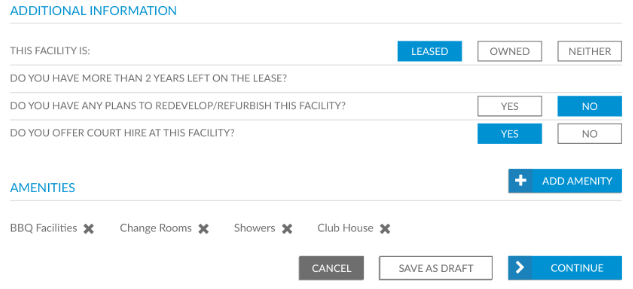 ADDITIONAL INFORMATION
THIS FACILITY IS: LEASED OWNED NEITHER
DO YOU HAVE MORE THAN 2 YEARS LEFT ON THE LEASE?
DO YOU HAVE ANY PLANS TO REDEVELOP/REFURBISH THIS FACILITY? YES NO
DO YOU OFFER COURT HIRE AT THIS FACILITY? YES NO
ADD AMENITY
AMENITIES
BBQ Facilities Change Rooms Showers Club House
CANCEL SAVE AS DRAFT CONTINUE